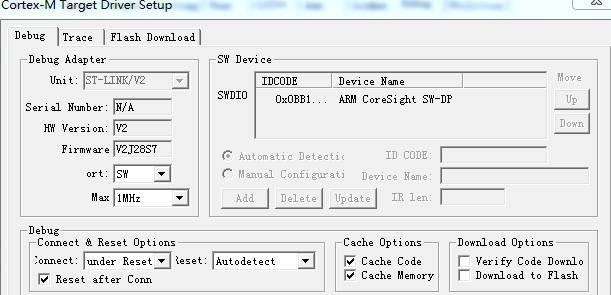 Cortex-M Target Driver Setup
Debug Trace Flash Download
Debug Adapter
Unit: ST-LINK/V2
Serial Number: N/A
HW Version: V2
Firmware V2J28S7
ort: SW
Max 1MHz
SW Device
IDCODE Device Name
SWDIO 0x0BB1... ARM CoreSight SW-DP
Move
Up
Down
Automatic Detectic
Manual Configurati
ID CODE:
Device Name:
Add Delete Update IR len:
Debug
Connect & Reset Options
Connect: under Reset Reset: Autodetect
Reset after Conn
Cache Options
Cache Code
Cache Memory
Download Options
Verify Code Downlo
Download to Flash